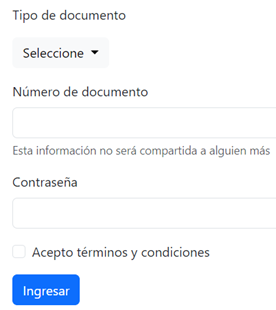 Tipo de documento
Seleccione
Número de documento
Esta información no será compartida a alguien más
Contraseña
Acepto términos y condiciones
Ingresar